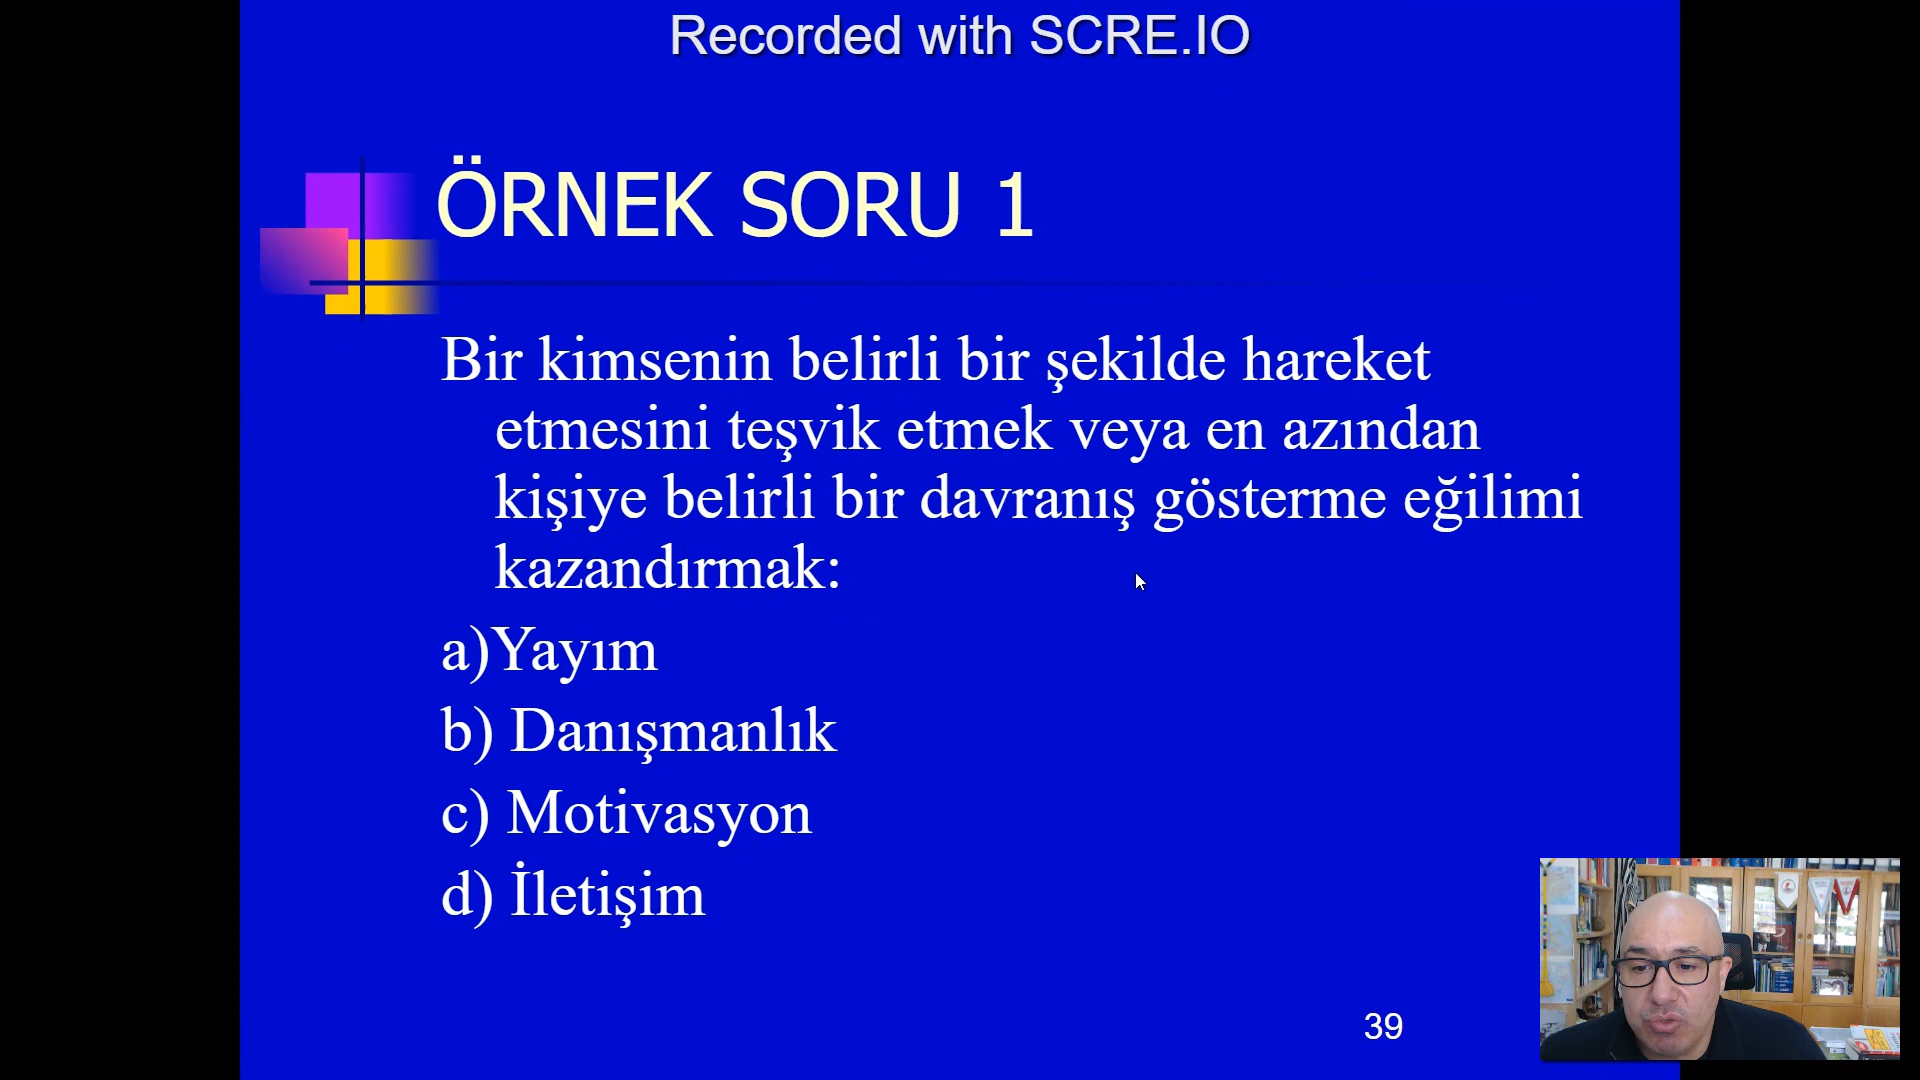 Recorded with SCRE.IO
ÖRNEK SORU 1
Bir kimsenin belirli bir şekilde hareket
etmesini teşvik etmek veya en azından
kişiye belirli bir davranış gösterme eğilimi
kazandırmak:
a)Yayım
b) Danışmanlık
c) Motivasyon
d) İletişim
39